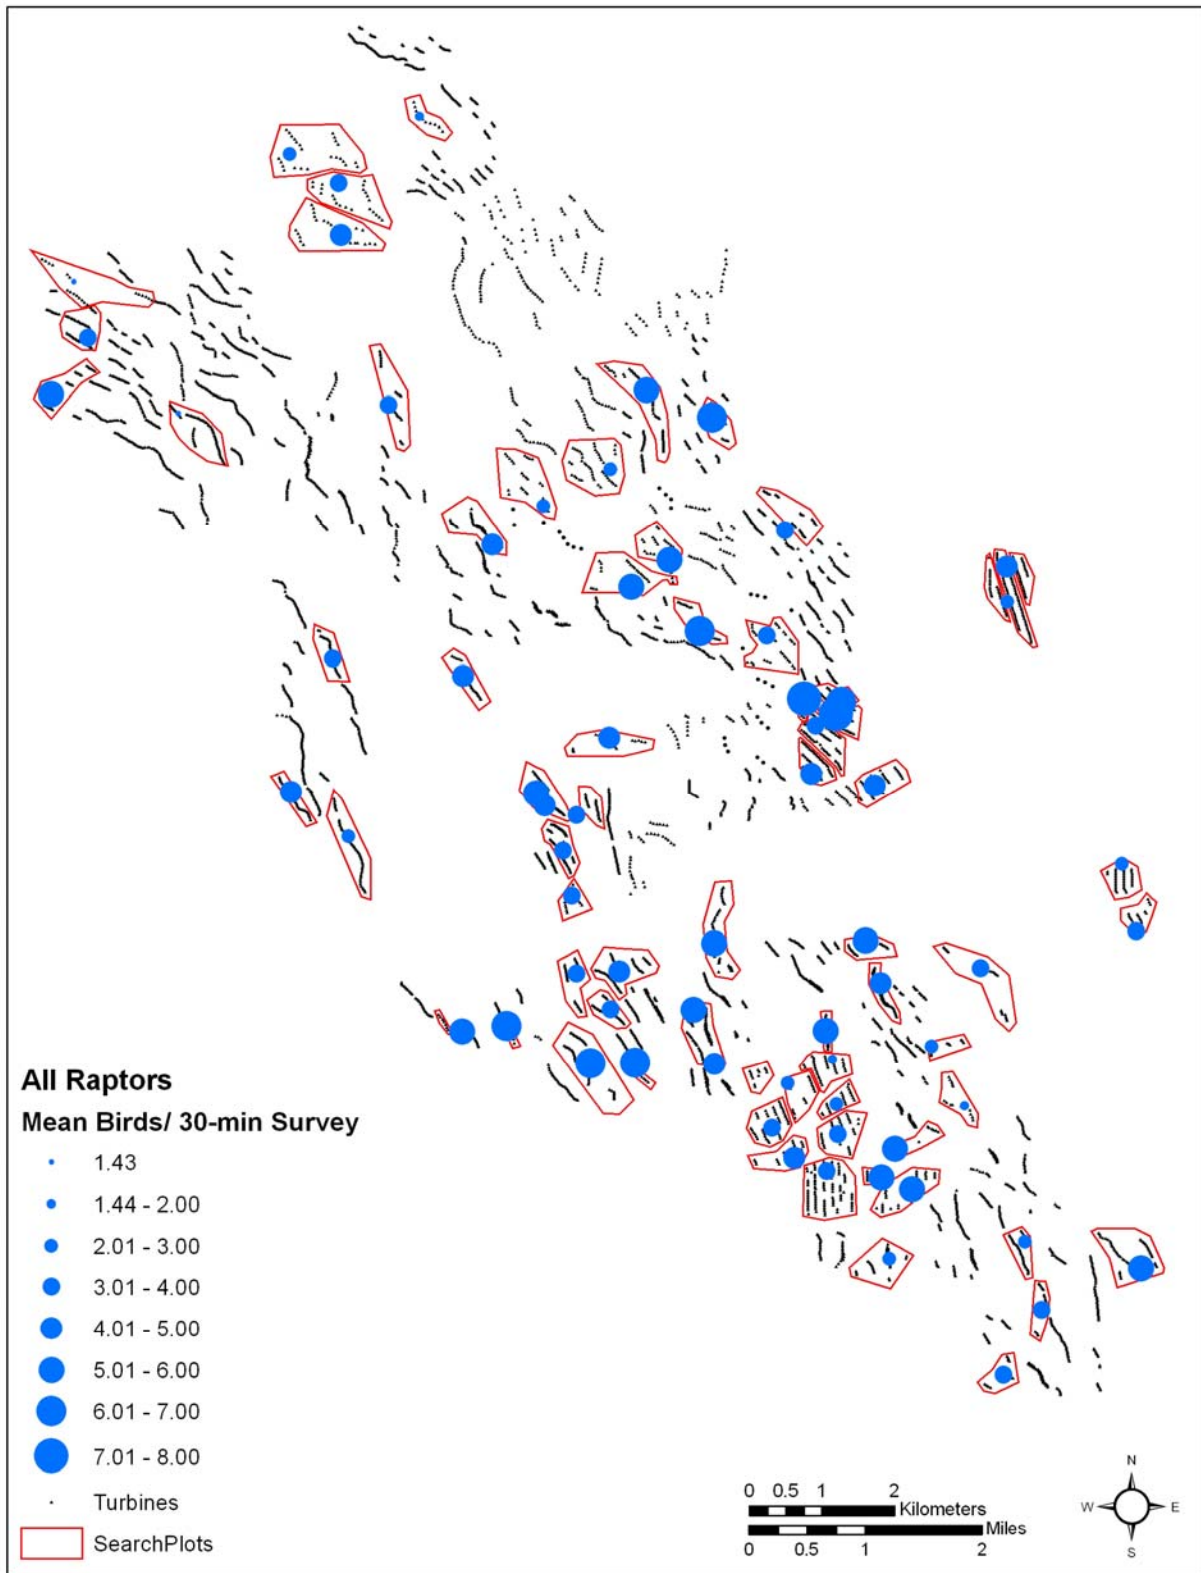 All Raptors
Mean Birds/ 30-min Survey
1.43
1.44 - 2.00
2.01 - 3.00
3.01 - 4.00
4.01 - 5.00
5.01 - 6.00
6.01 - 7.00
7.01 - 8.00
Turbines
SearchPlots
0 0.5 1 2
Kilometers
Miles
0 0.5 1 2
N
W E
S